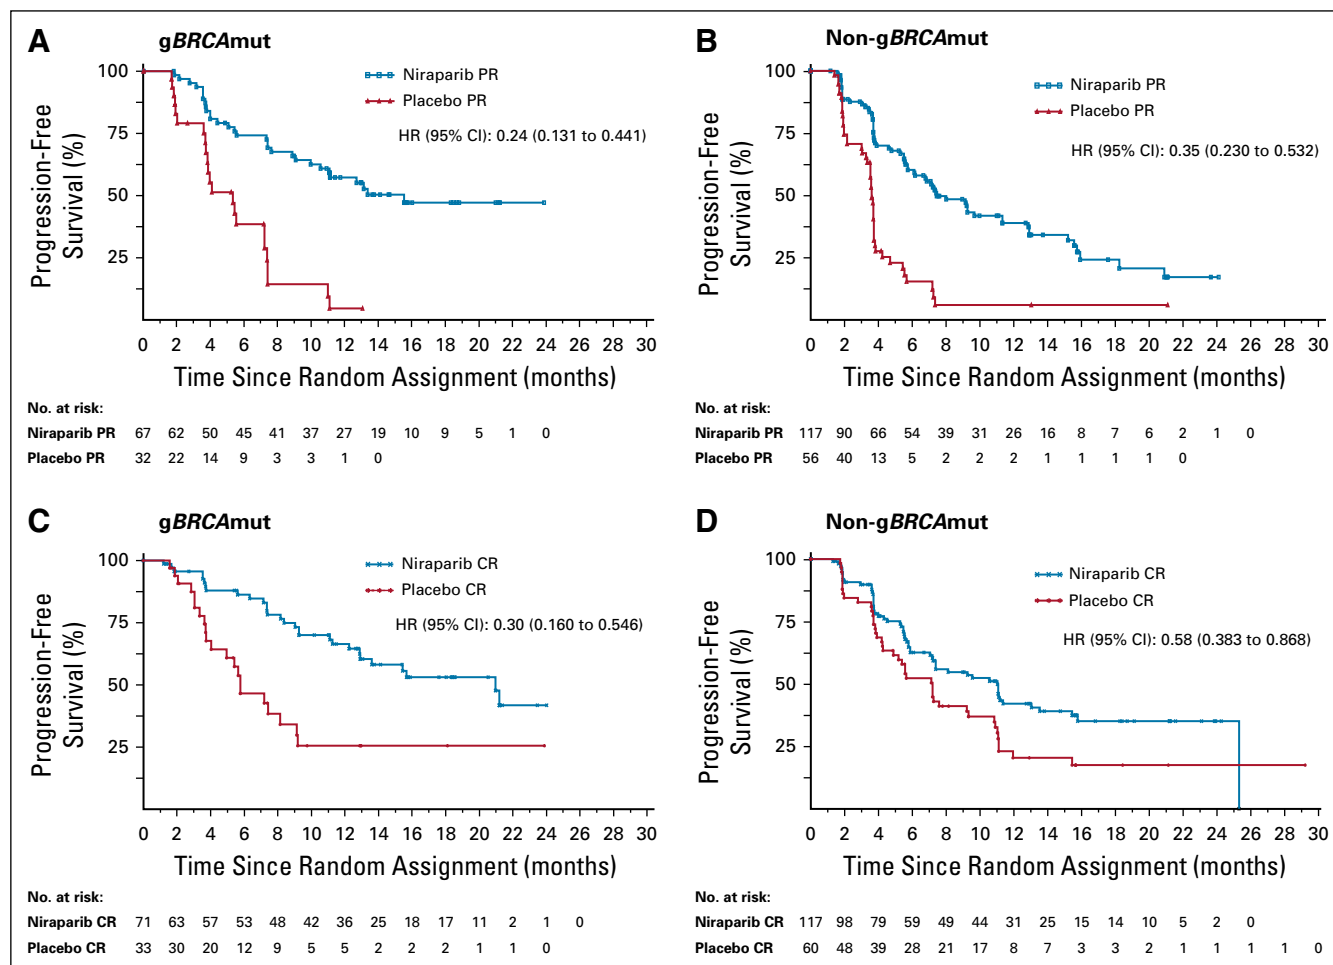 A
gBRCAmut
100
75
50
25
Progression-Free
Survival (%)
Niraparib PR
Placebo PR
HR (95% CI): 0.24 (0.131 to 0.441)
0 2 4 6 8 10 12 14 16 18 20 22 24 26 28 30
Time Since Random Assignment (months)
No. at risk:
Niraparib PR 67 62 50 45 41 37 27 19 10 9 5 1 0
Placebo PR 32 22 14 9 3 3 1 0
B
Non-gBRCAmut
100
75
50
25
Progression-Free
Survival (%)
Niraparib PR
Placebo PR
HR (95% CI): 0.35 (0.230 to 0.532)
0 2 4 6 8 10 12 14 16 18 20 22 24 26 28 30
Time Since Random Assignment (months)
No. at risk:
Niraparib PR 117 90 66 54 39 31 26 16 8 7 6 2 1 0
Placebo PR 56 40 13 5 2 2 2 1 1 1 1 0
C
gBRCAmut
100
75
50
25
Progression-Free
Survival (%)
Niraparib CR
Placebo CR
HR (95% CI): 0.30 (0.160 to 0.546)
0 2 4 6 8 10 12 14 16 18 20 22 24 26 28 30
Time Since Random Assignment (months)
No. at risk:
Niraparib CR 71 63 57 53 48 42 36 25 18 17 11 2 1 0
Placebo CR 33 30 20 12 9 5 5 2 2 2 1 1 0
D
Non-gBRCAmut
100
75
50
25
Progression-Free
Survival (%)
Niraparib CR
Placebo CR
HR (95% CI): 0.58 (0.383 to 0.868)
0 2 4 6 8 10 12 14 16 18 20 22 24 26 28 30
Time Since Random Assignment (months)
No. at risk:
Niraparib CR 117 98 79 59 49 44 31 25 15 14 10 5 2 0
Placebo CR 60 48 39 28 21 17 8 7 3 3 2 1 1 1 1 0